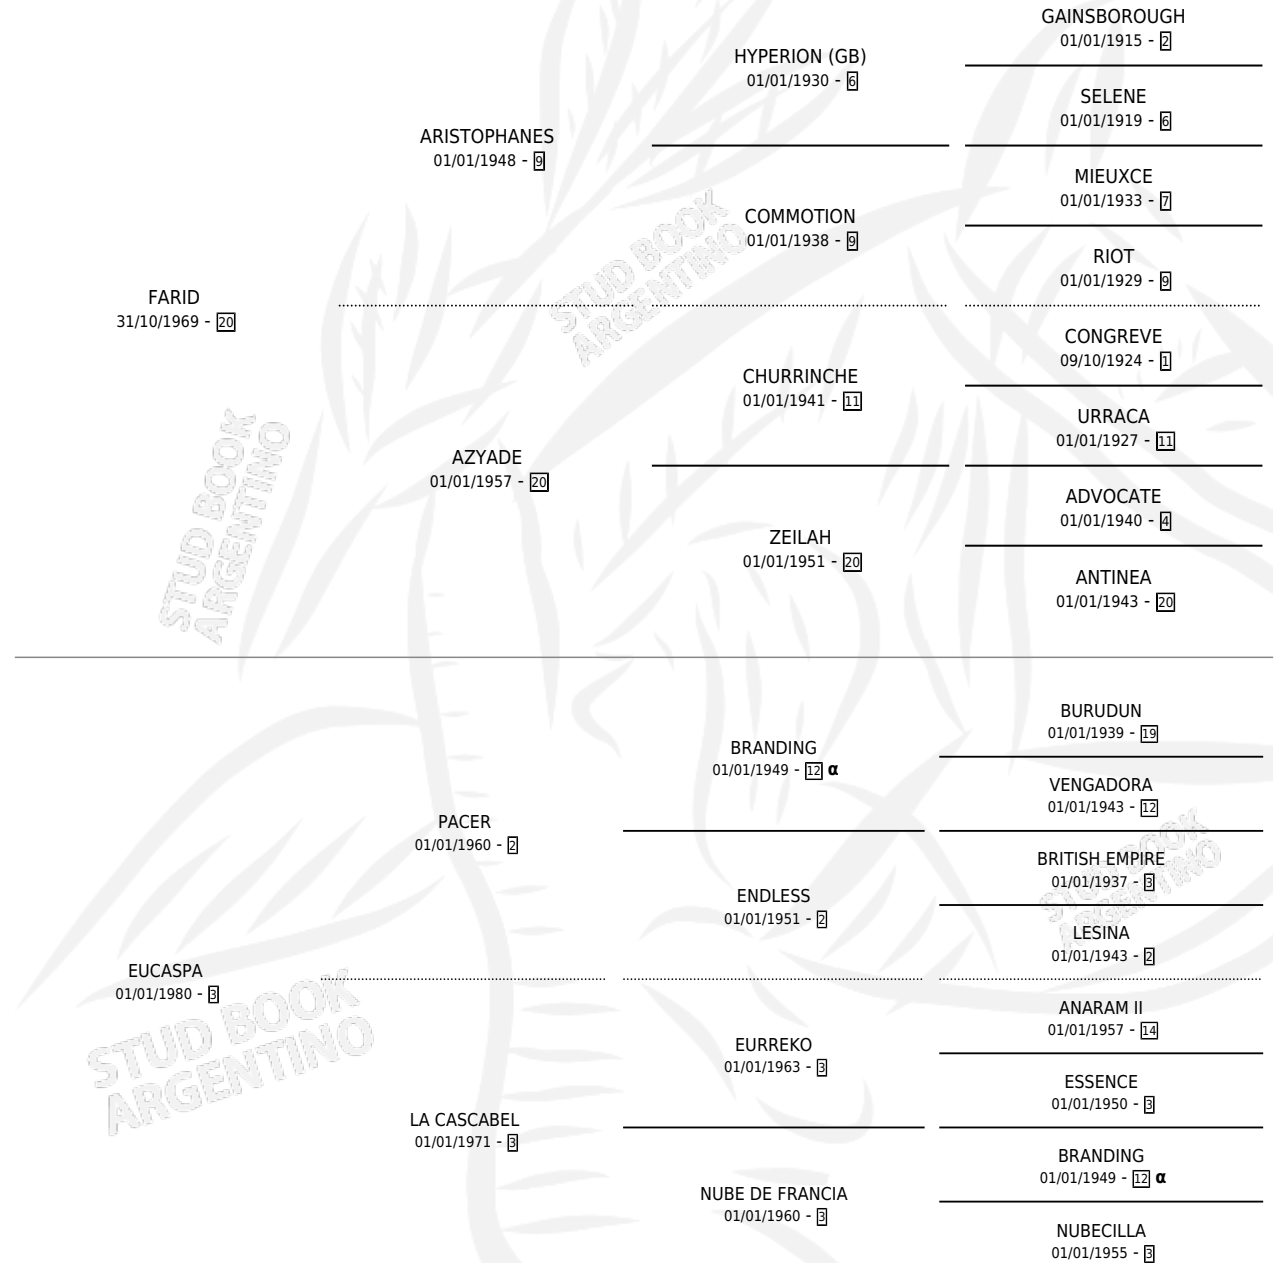 GAINSBOROUGH
01/01/1915 - 2
HYPERION (GB)
01/01/1930 - 6
SELENE
01/01/1919 - 6
ARISTOPHANES
01/01/1948 - 9
MIEUXCE
01/01/1933 - 7
COMMOTION
01/01/1938 - 9
RIOT
01/01/1929 - 9
FARID
31/10/1969 - 20
CONGREVE
09/10/1924 - 1
CHURRINCHE
01/01/1941 - 11
URRACA
01/01/1927 - 11
AZYADE
01/01/1957 - 20
ADVOCATE
01/01/1940 - 4
ZEILAH
01/01/1951 - 20
ANTINEA
01/01/1943 - 20
BURUDUN
01/01/1939 - 19
BRANDING
01/01/1949 - 12 α
VENGADORA
01/01/1943 - 12
PACER
01/01/1960 - 2
BRITISH EMPIRE
01/01/1937 - 3
ENDLESS
01/01/1951 - 2
LESINA
01/01/1943 - 2
EUCASPA
01/01/1980 - 3
ANARAM II
01/01/1957 - 14
EURREKO
01/01/1963 - 3
ESSENCE
01/01/1950 - 3
LA CASCABEL
01/01/1971 - 3
BRANDING
01/01/1949 - 12 α
NUBE DE FRANCIA
01/01/1960 - 3
NUBECILLA
01/01/1955 - 3
STUD BOOK
ARGENTINO
STUD BOOK
ARGENTINO
STUD BOOK
ARGENTINO
STUD BOOK
ARGENTINO